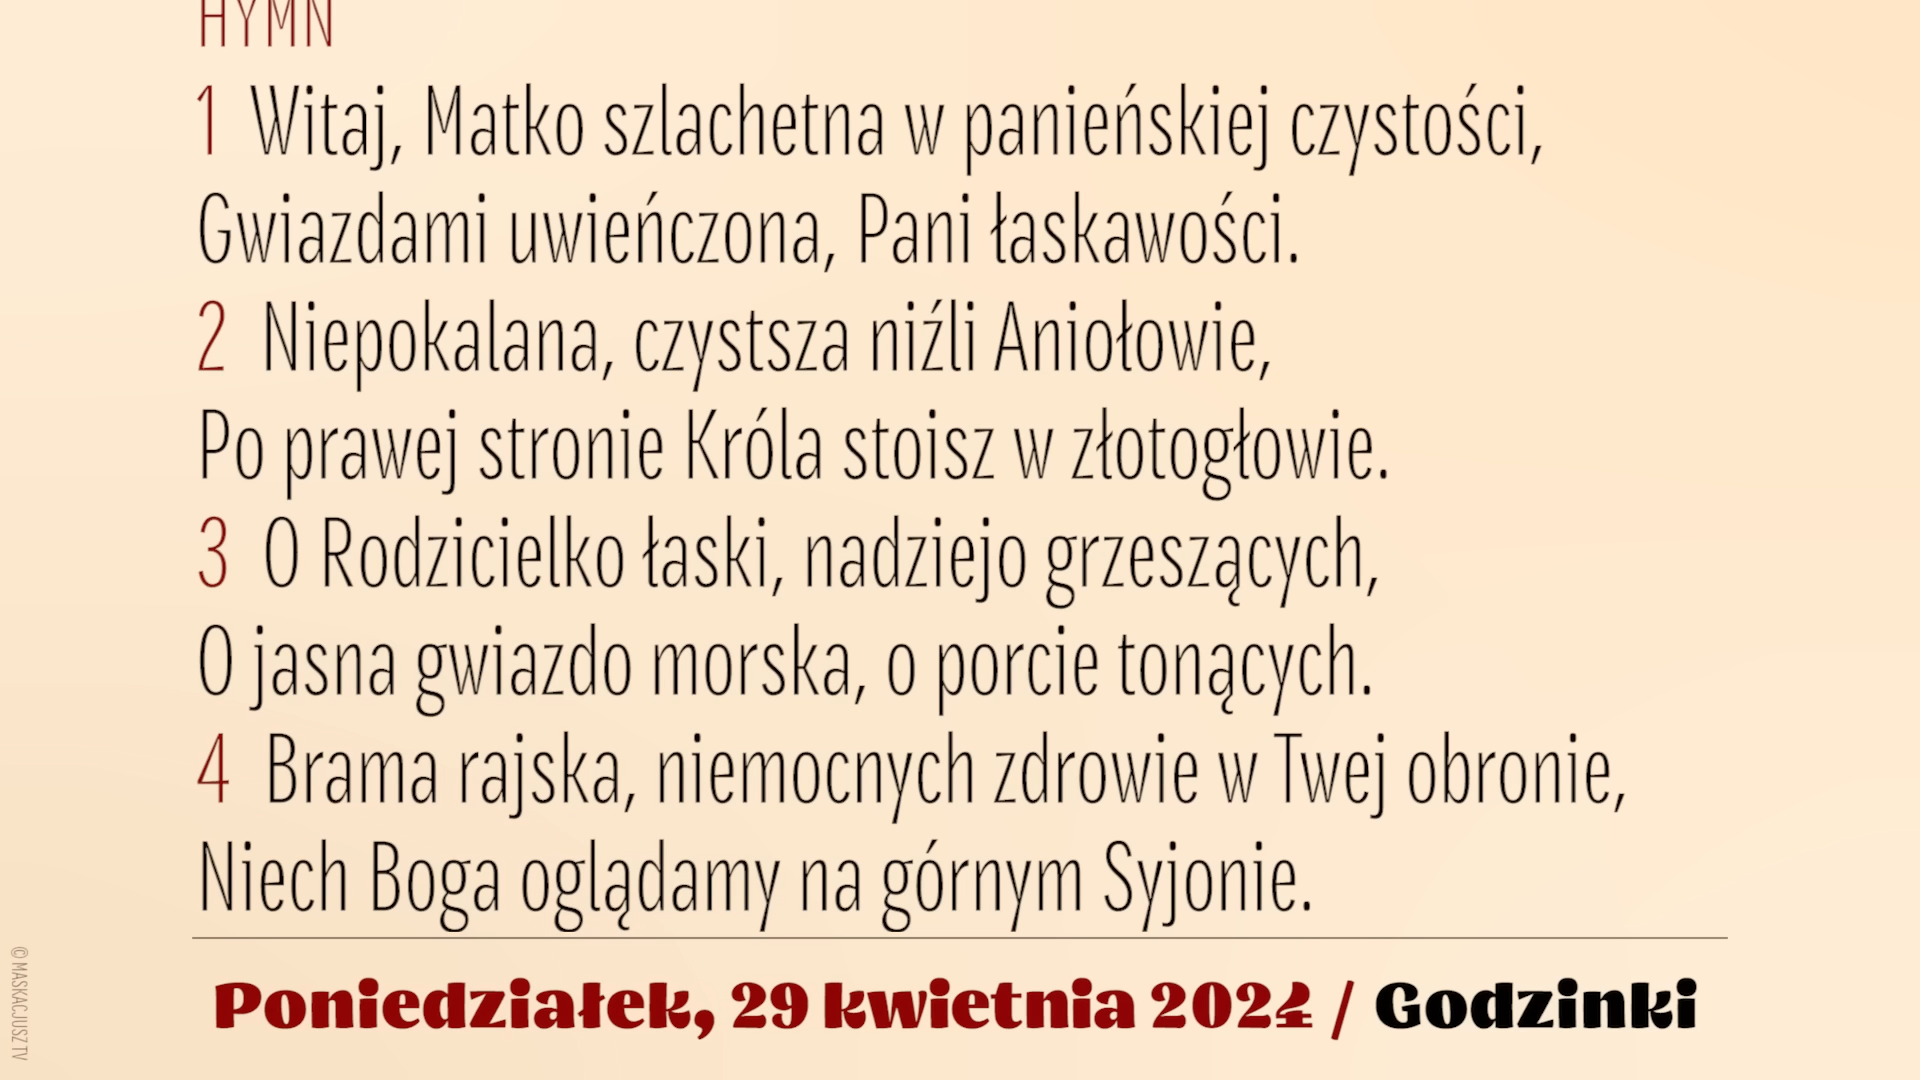 HYMN
1 Witaj, Matko szlachetna w panieńskiej czystości,
Gwiazdami uwieńczona, Pani łaskawości.
2 Niepokalana, czystsza niźli Aniołowie,
Po prawej stronie Króla stoisz w złotogłowie.
3 O Rodzicielko łaski, nadziejo grzeszących,
O jasna gwiazdo morska, o porcie tonących.
4 Brama rajska, niemocnych zdrowie w Twej obronie,
Niech Boga oglądamy na górnym Syjonie.
Poniedziałek, 29 kwietnia 2024 / Godzinki
© MASKACJUSZ TV